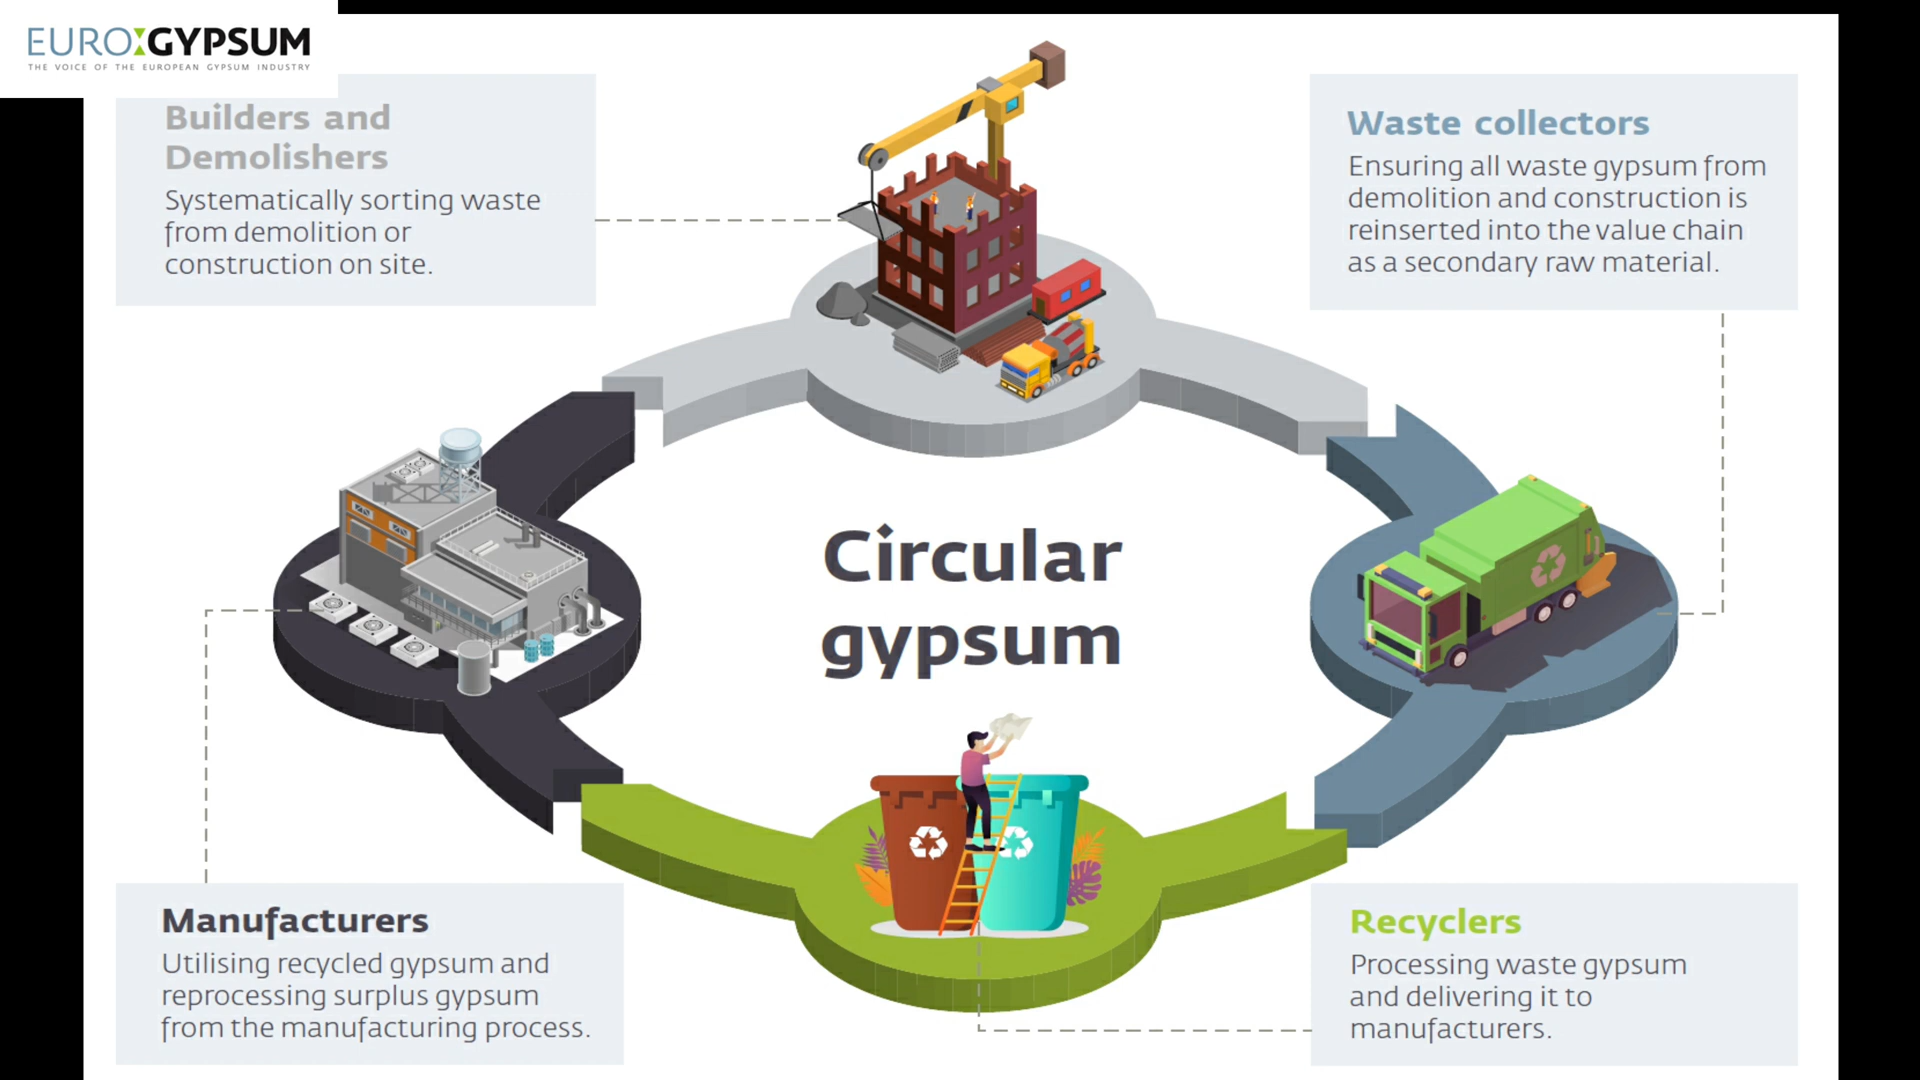 EURO GYPSUM
THE VOICE OF THE EUROPEAN GYPSUM INDUSTRY
Builders and
Demolishers
Systematically sorting waste
from demolition or
construction on site.
Waste collectors
Ensuring all waste gypsum from
demolition and construction is
reinserted into the value chain
as a secondary raw material.
Circular
gypsum
Manufacturers
Utilising recycled gypsum and
reprocessing surplus gypsum
from the manufacturing process.
Recyclers
Processing waste gypsum
and delivering it to
manufacturers.